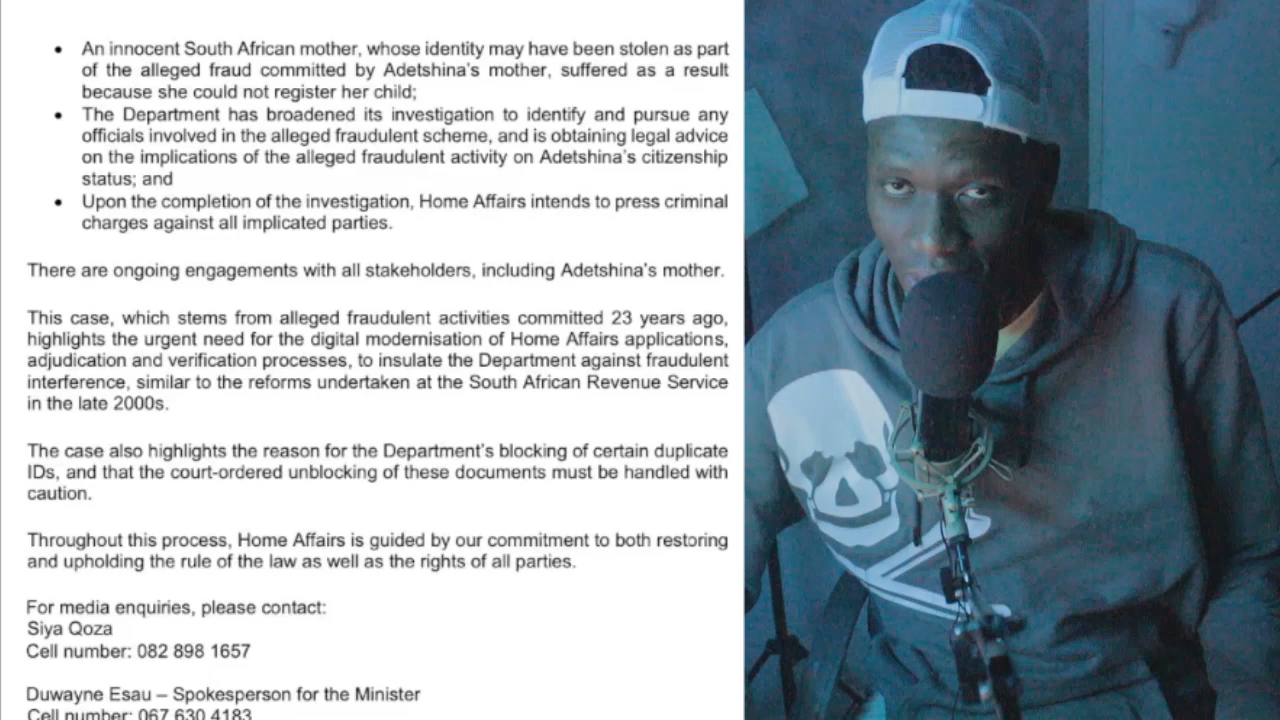 • An innocent South African mother, whose identity may have been stolen as part
of the alleged fraud committed by Adetshina's mother, suffered as a result
because she could not register her child;
• The Department has broadened its investigation to identify and pursue any
officials involved in the alleged fraudulent scheme, and is obtaining legal advice
on the implications of the alleged fraudulent activity on Adetshina's citizenship
status; and
• Upon the completion of the investigation, Home Affairs intends to press criminal
charges against all implicated parties.
There are ongoing engagements with all stakeholders, including Adetshina's mother.
This case, which stems from alleged fraudulent activities committed 23 years ago,
highlights the urgent need for the digital modernisation of Home Affairs applications,
adjudication and verification processes, to insulate the Department against fraudulent
interference, similar to the reforms undertaken at the South African Revenue Service
in the late 2000s.
The case also highlights the reason for the Department's blocking of certain duplicate
IDs, and that the court-ordered unblocking of these documents must be handled with
caution.
Throughout this process, Home Affairs is guided by our commitment to both restoring
and upholding the rule of the law as well as the rights of all parties.
For media enquiries, please contact:
Siya Qoza
Cell number: 082 898 1657
Duwayne Esau – Spokesperson for the Minister
Cell number: 067 630 4183